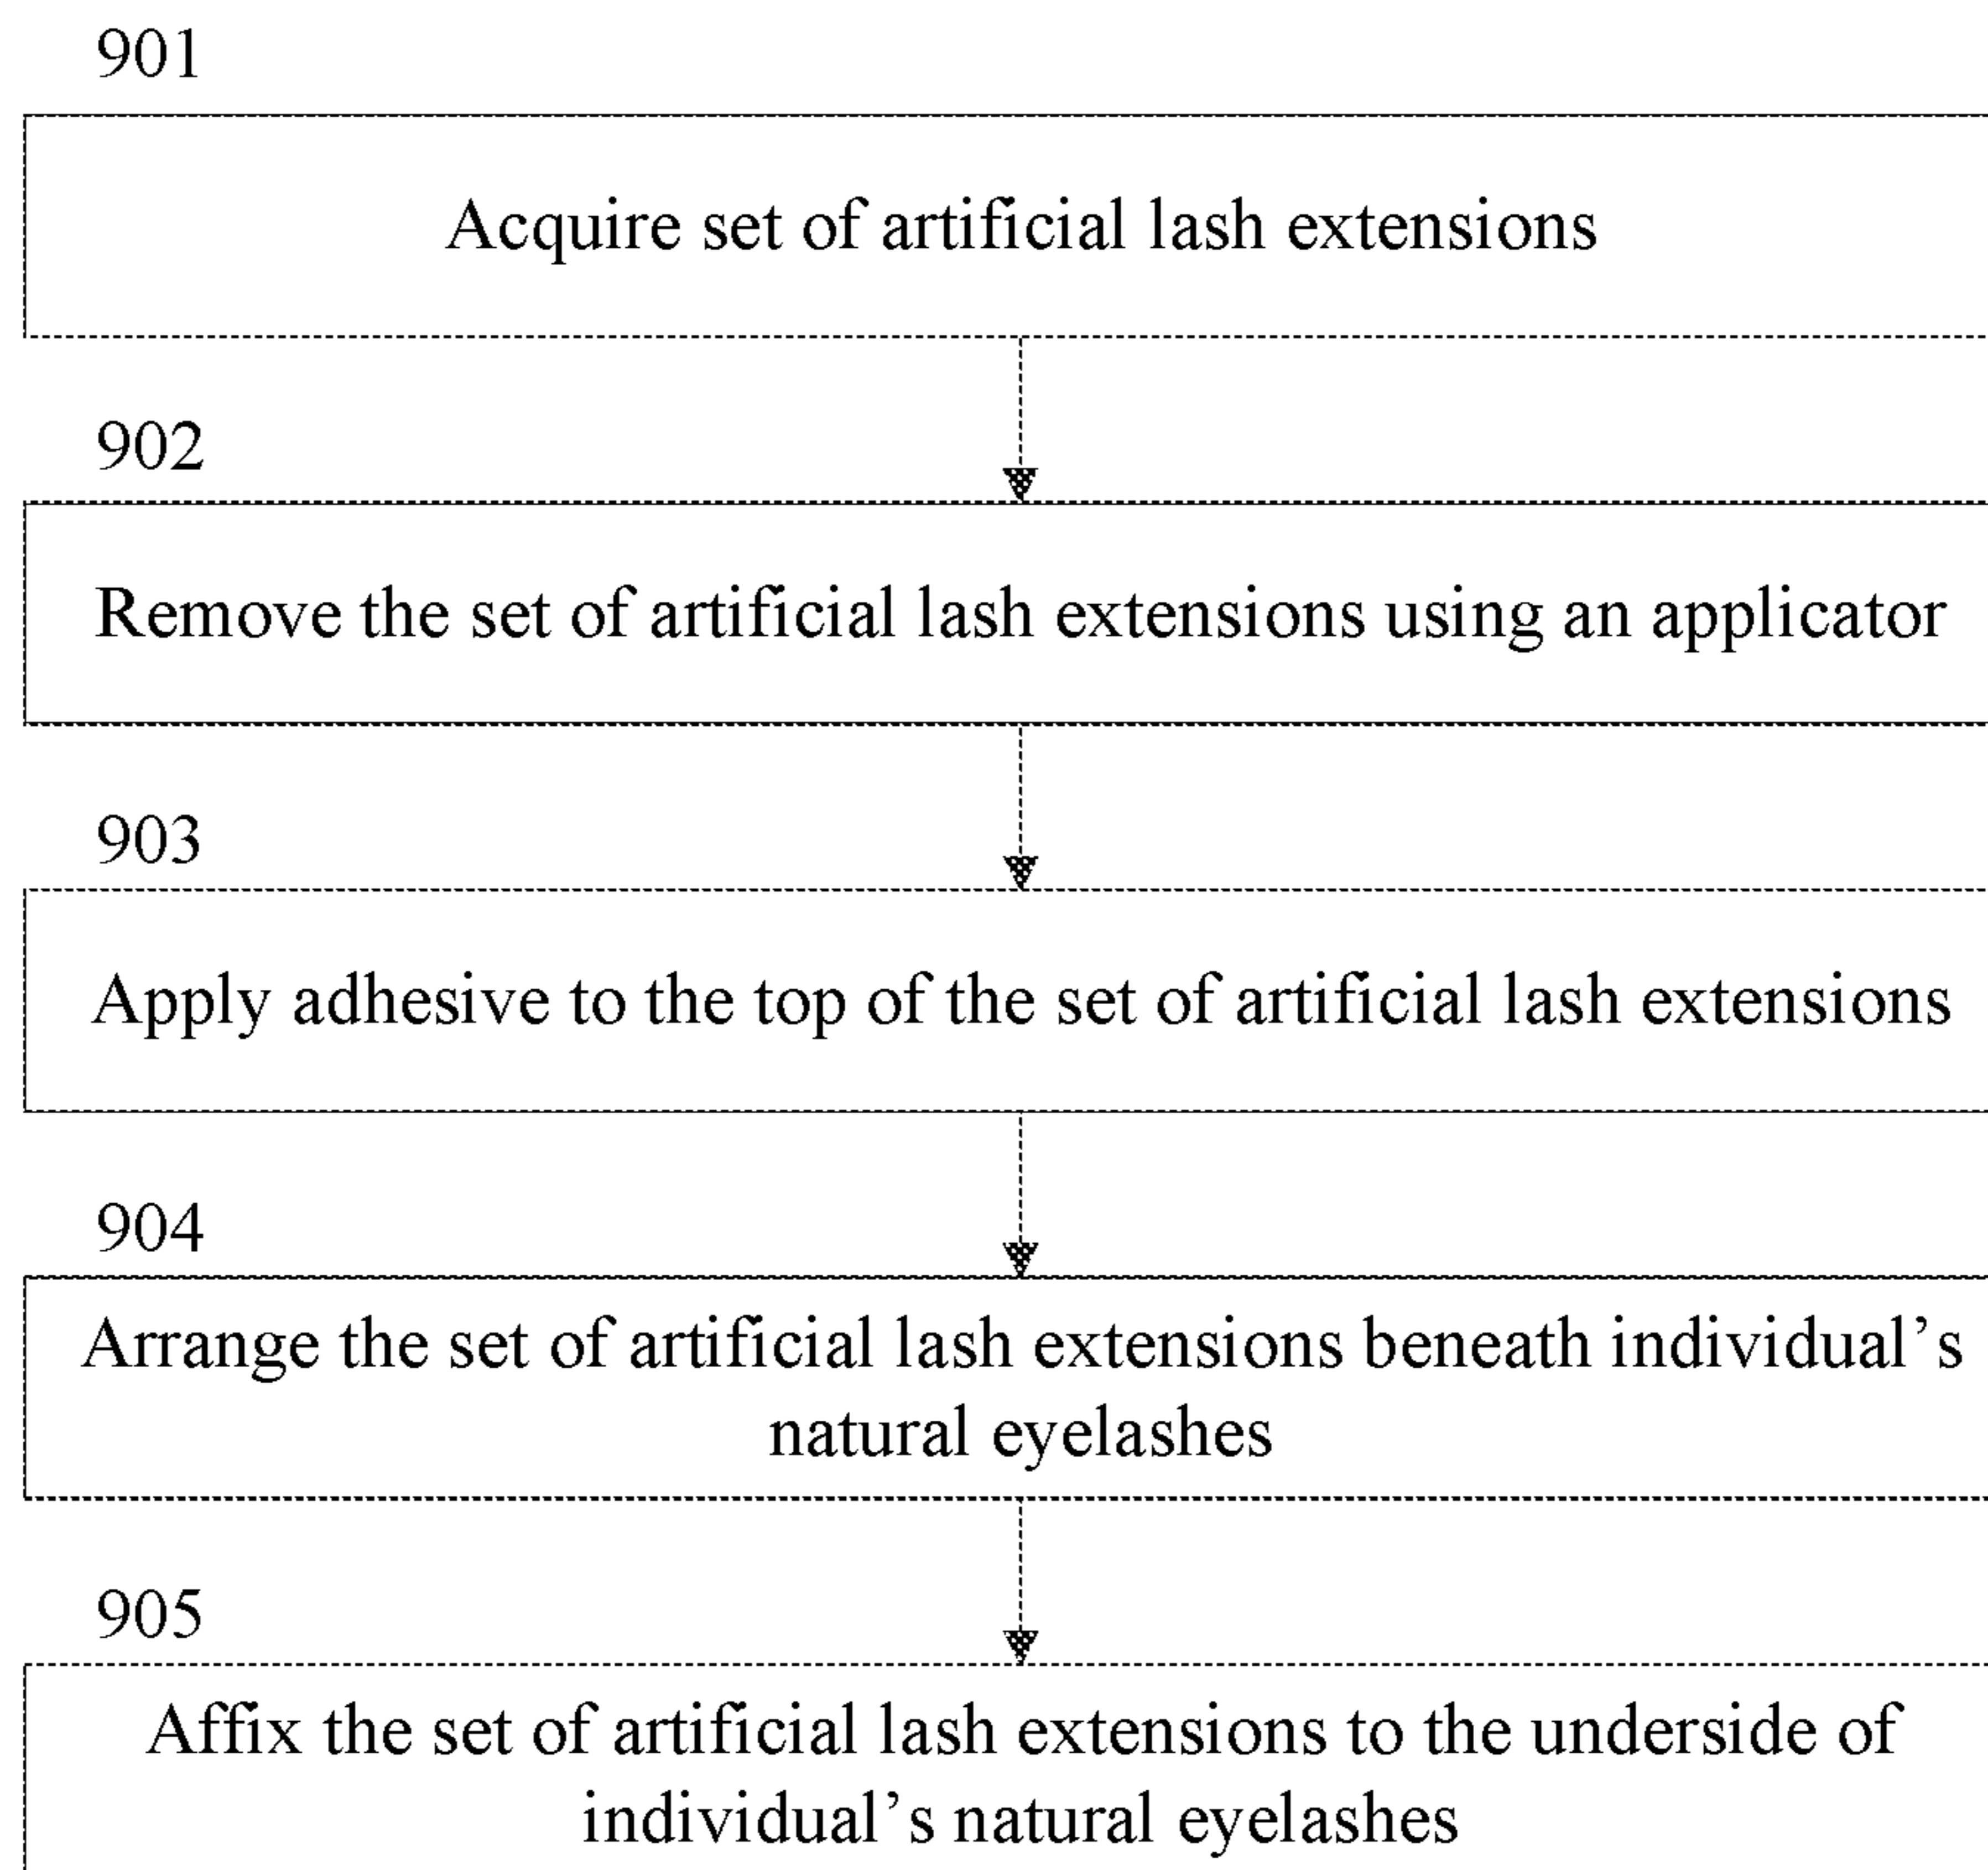 901
Acquire set of artificial lash extensions
902
Remove the set of artificial lash extensions using an applicator
903
Apply adhesive to the top of the set of artificial lash extensions
904
Arrange the set of artificial lash extensions beneath individual’s
natural eyelashes
905
Affix the set of artificial lash extensions to the underside of
individual’s natural eyelashes